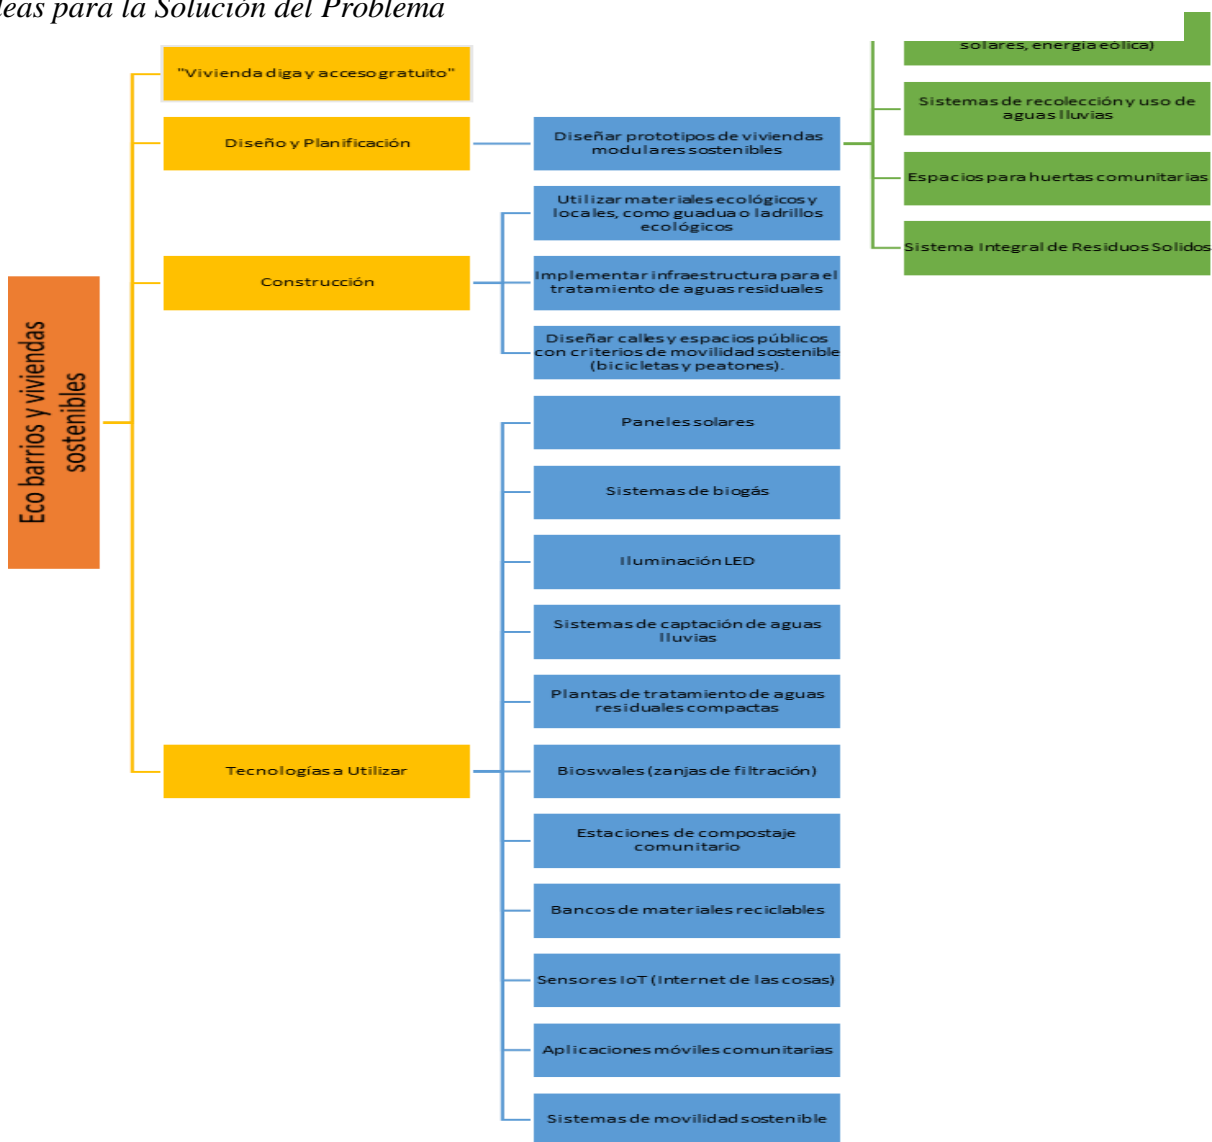 deas para la Solución del Problema
Eco barrios y viviendas
sostenibles
"Vivienda diga y acceso gratuito"
Diseño y Planificación
Diseñar prototipos de viviendas
modulares sostenibles
solares, energía eólica)
Sistemas de recolección y uso de
aguas lluvias
Espacios para huertas comunitarias
Sistema Integral de Residuos Solidos
Construcción
Utilizar materiales ecológicos y
locales, como guadua o ladrillos
ecológicos
Implementar infraestructura para el
tratamiento de aguas residuales
Diseñar calles y espacios públicos
con criterios de movilidad sostenible
(bicicletas y peatones).
Tecnologías a Utilizar
Paneles solares
Sistemas de biogás
Iluminación LED
Sistemas de captación de aguas
lluvias
Plantas de tratamiento de aguas
residuales compactas
Bioswales (zanjas de filtración)
Estaciones de compostaje
comunitario
Bancos de materiales reciclables
Sensores IoT (Internet de las cosas)
Aplicaciones móviles comunitarias
Sistemas de movilidad sostenible